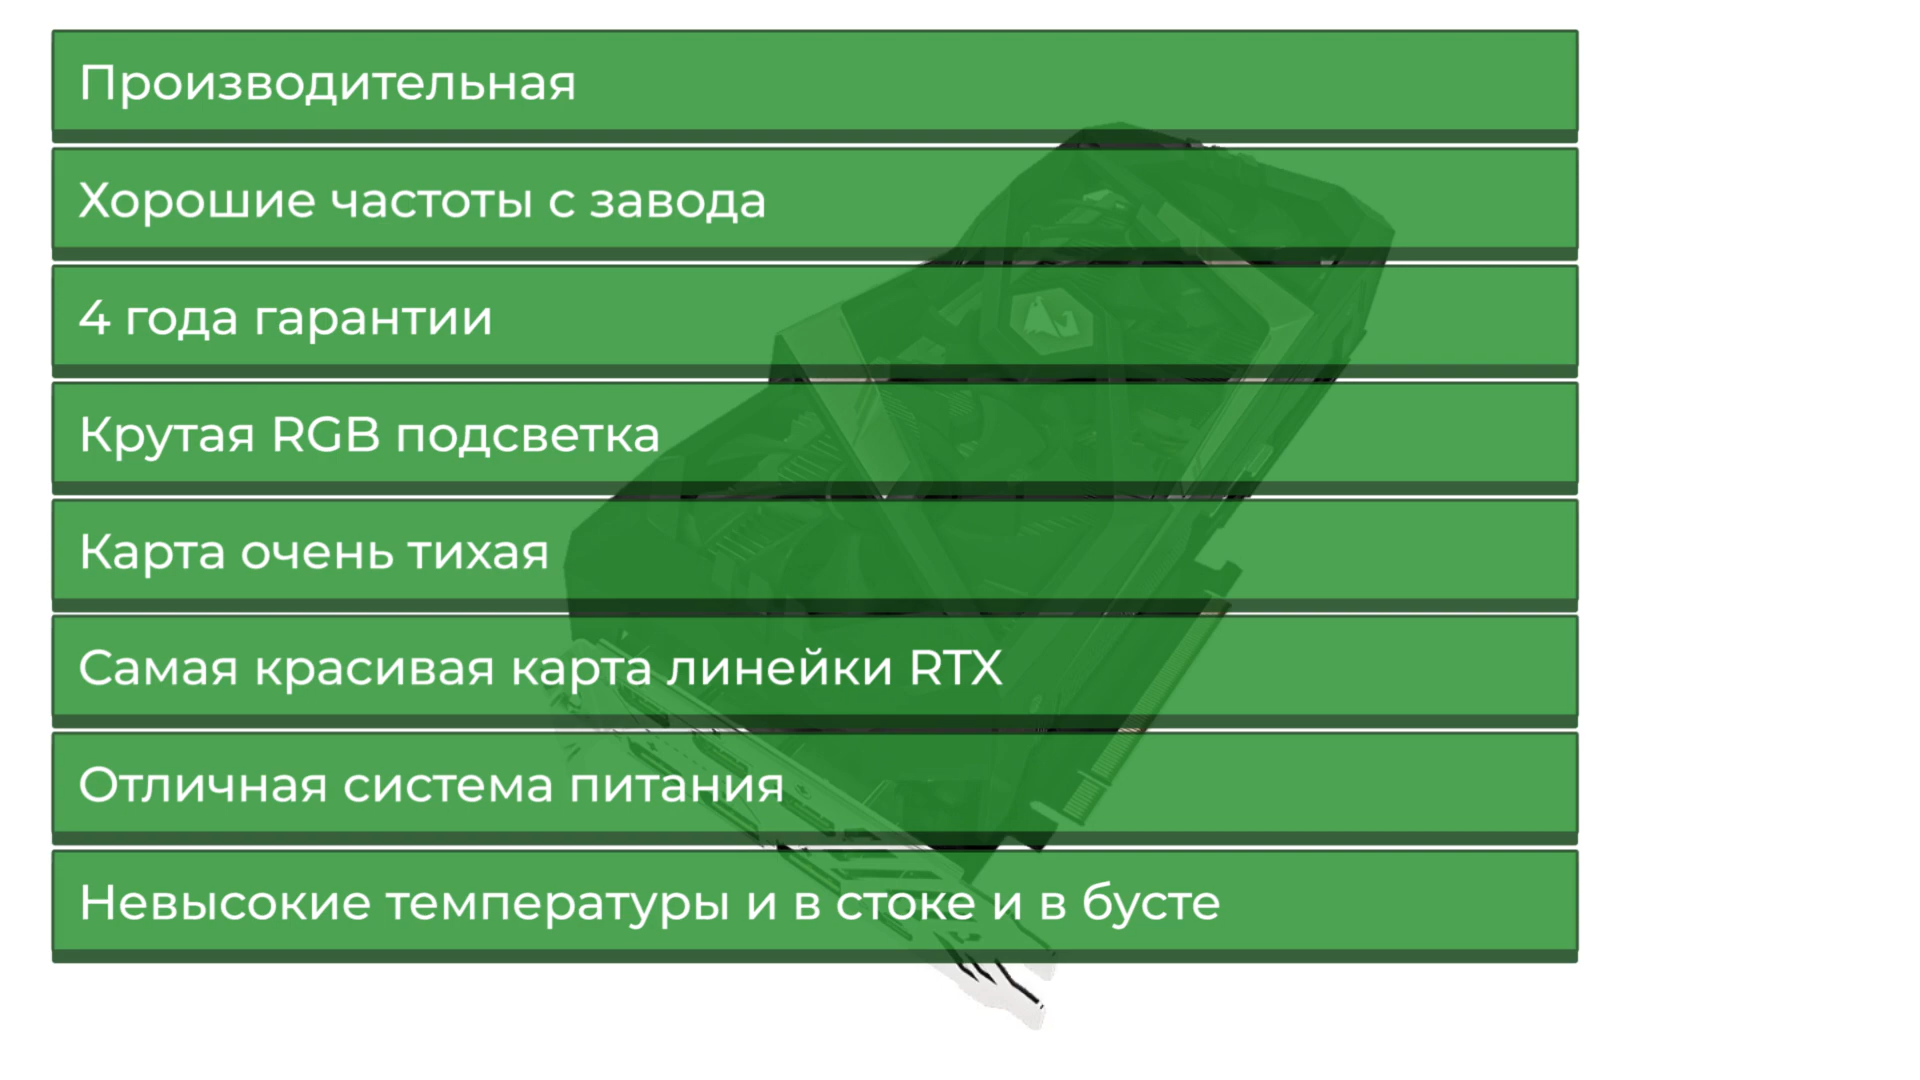 Производительная
Хорошие частоты с завода
4 года гарантии
Крутая RGB подсветка
Карта очень тихая
Самая красивая карта линейки RTX
Отличная система питания
Невысокие температуры и в стоке и в бусте